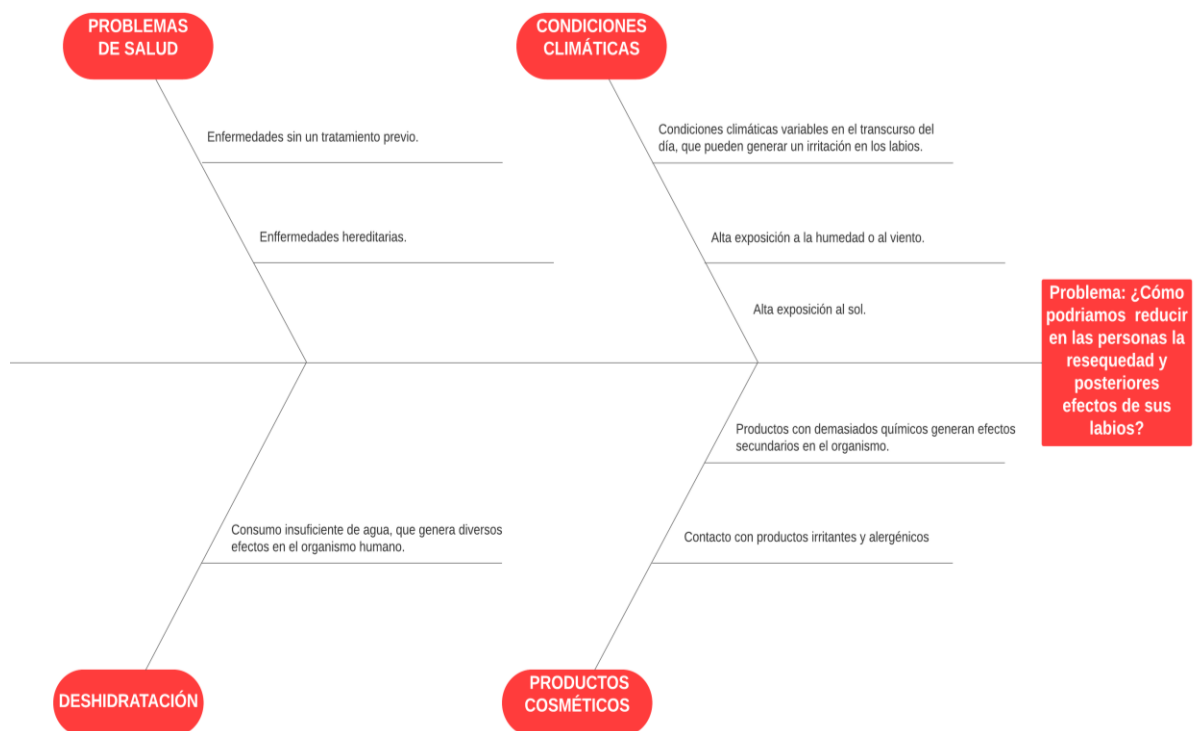 PROBLEMAS
DE SALUD
CONDICIONES
CLIMÁTICAS
Enfermedades sin un tratamiento previo.
Condiciones climáticas variables en el transcurso del
día, que pueden generar un irritación en los labios.
Enffermedades hereditarias.
Alta exposición a la humedad o al viento.
Alta exposición al sol.
Problema: ¿Cómo
podriamos reducir
en las personas la
resequedad y
posteriores
efectos de sus
labios?
Productos con demasiados químicos generan efectos
secundarios en el organismo.
Consumo insuficiente de agua, que genera diversos
efectos en el organismo humano.
Contacto con productos irritantes y alergénicos
DESHIDRATACIÓN
PRODUCTOS
COSMÉTICOS